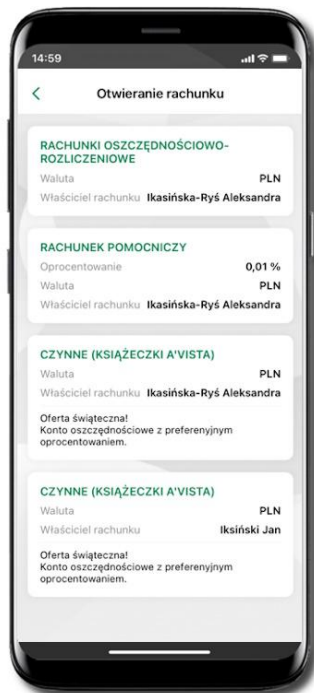 14:59
Otwieranie rachunku
RACHUNKI OSZCZĘDNOŚCIOWO-
ROZLICZENIOWE
Waluta PLN
Właściciel rachunku Ikasińska-Ryś Aleksandra
RACHUNEK POMOCNICZY
Oprocentowanie 0,01 %
Waluta PLN
Właściciel rachunku Ikasińska-Ryś Aleksandra
CZYNNE (KSIĄŻECZKI A'VISTA)
Waluta PLN
Właściciel rachunku Ikasińska-Ryś Aleksandra
Oferta świąteczna!
Konto oszczędnościowe z preferenyjnym
oprocentowaniem.
CZYNNE (KSIĄŻECZKI A'VISTA)
Waluta PLN
Właściciel rachunku Iksiński Jan
Oferta świąteczna!
Konto oszczędnościowe z preferenyjnym
oprocentowaniem.